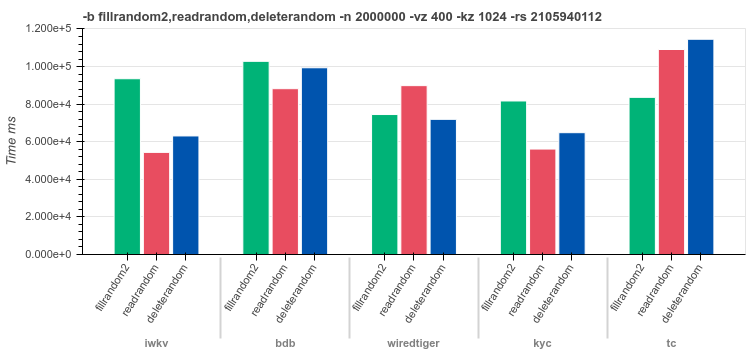 -b fillrandom2,readrandom,deleterandom -n 2000000 -vz 400 -kz 1024 -rs 2105940112
Time ms
1.200e+5
1.000e+5
8.000e+4
6.000e+4
4.000e+4
2.000e+4
0.000e+0
fillrandom2
readrandom
deleterandom
fillrandom2
readrandom
deleterandom
fillrandom2
readrandom
deleterandom
fillrandom2
readrandom
deleterandom
fillrandom2
readrandom
deleterandom
iwkv
bdb
wiredtiger
kyc
tc